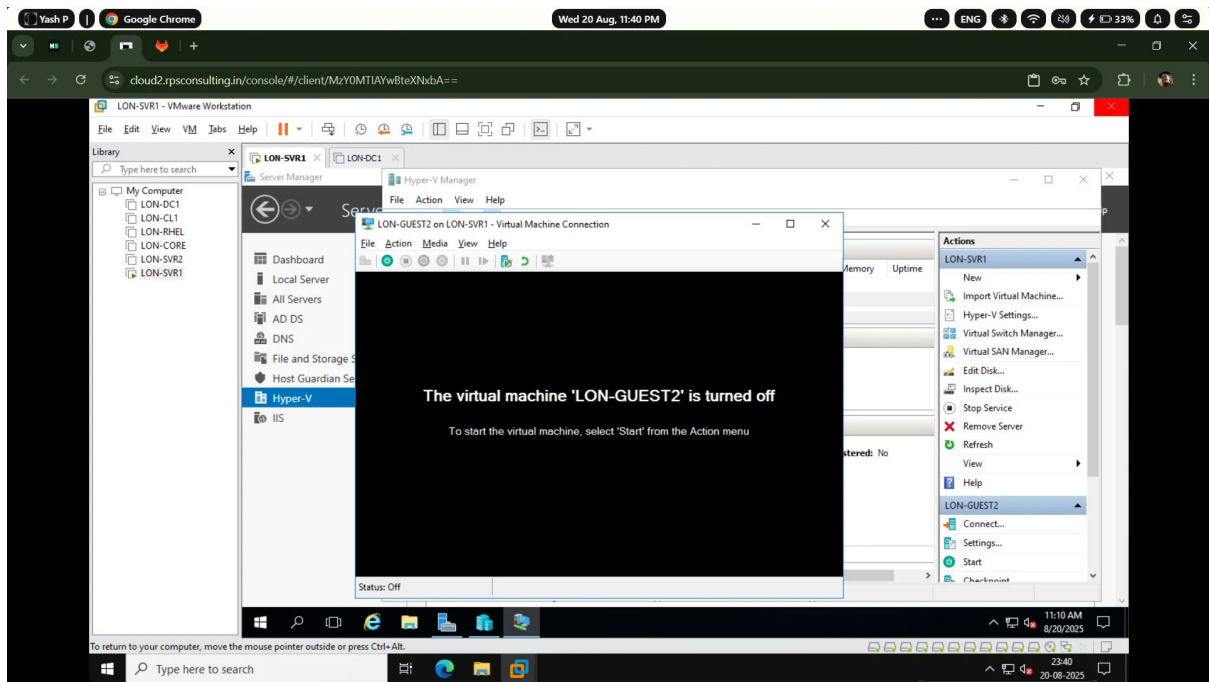 Yash P
Google Chrome
Wed 20 Aug, 11:40 PM
ENG
33%
cloud2.rpsconsulting.in/console/#/client/MzY0MTIAYwBteXNxbA==
LON-SVR1 - VMware Workstation
File Edit View VM Tabs Help
Library
Type here to search
My Computer
LON-DC1
LON-CL1
LON-RHEL
LON-CORE
LON-SVR2
LON-SVR1
LON-SVR1
LON-DC1
Server Manager
Serve
Dashboard
Local Server
All Servers
AD DS
DNS
File and Storage S
Host Guardian Se
Hyper-V
IIS
Hyper-V Manager
File Action View Help
LON-GUEST2 on LON-SVR1 - Virtual Machine Connection
File Action Media View Help
The virtual machine 'LON-GUEST2' is turned off
To start the virtual machine, select 'Start' from the Action menu
Status: Off
Memory Uptime
stered: No
Actions
LON-SVR1
New
Import Virtual Machine...
Hyper-V Settings...
Virtual Switch Manager...
Virtual SAN Manager...
Edit Disk...
Inspect Disk...
Stop Service
Remove Server
Refresh
View
Help
LON-GUEST2
Connect...
Settings...
Start
Checkpoint
11:10 AM
8/20/2025
To return to your computer, move the mouse pointer outside or press Ctrl+Alt.
Type here to search
23:40
20-08-2025